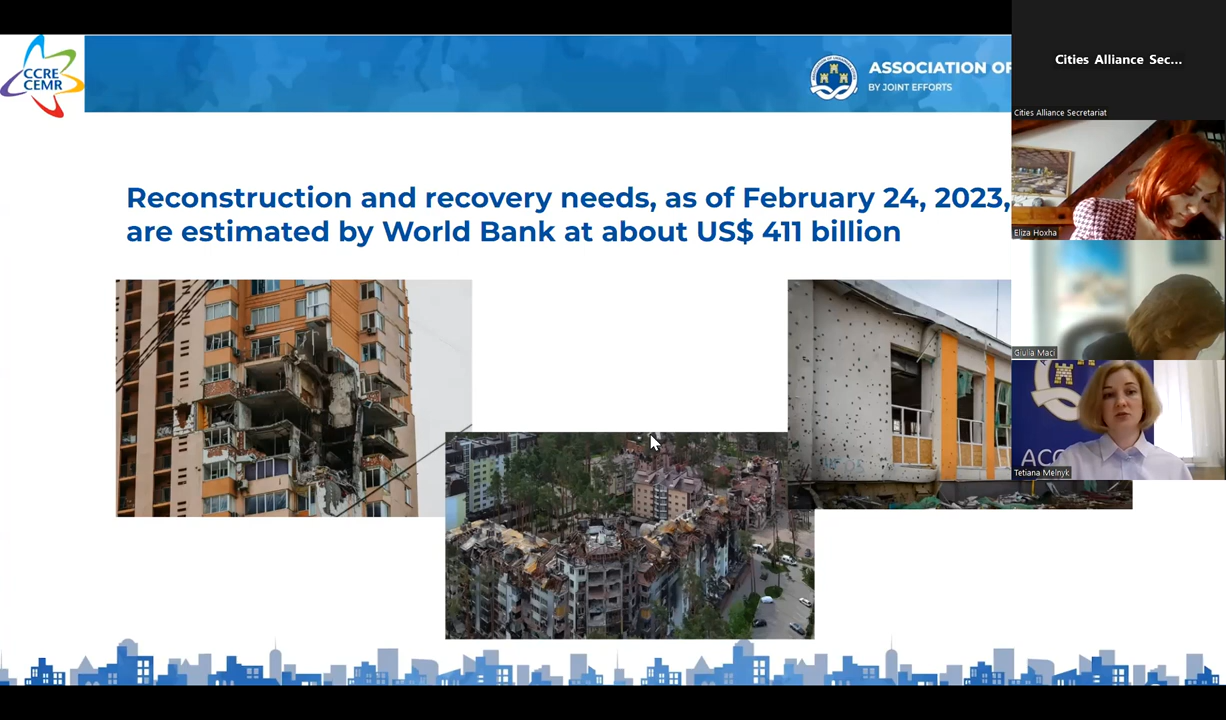 CCRE
CEMR
ASSOCIATION OF
BY JOINT EFFORTS
Reconstruction and recovery needs, as of February 24, 2023,
are estimated by World Bank at about US$ 411 billion
Cities Alliance Sec...
Cities Alliance Secretariat
Eliza Hoxha
Giulia Maci
ASSO
Tetiana Melnyk